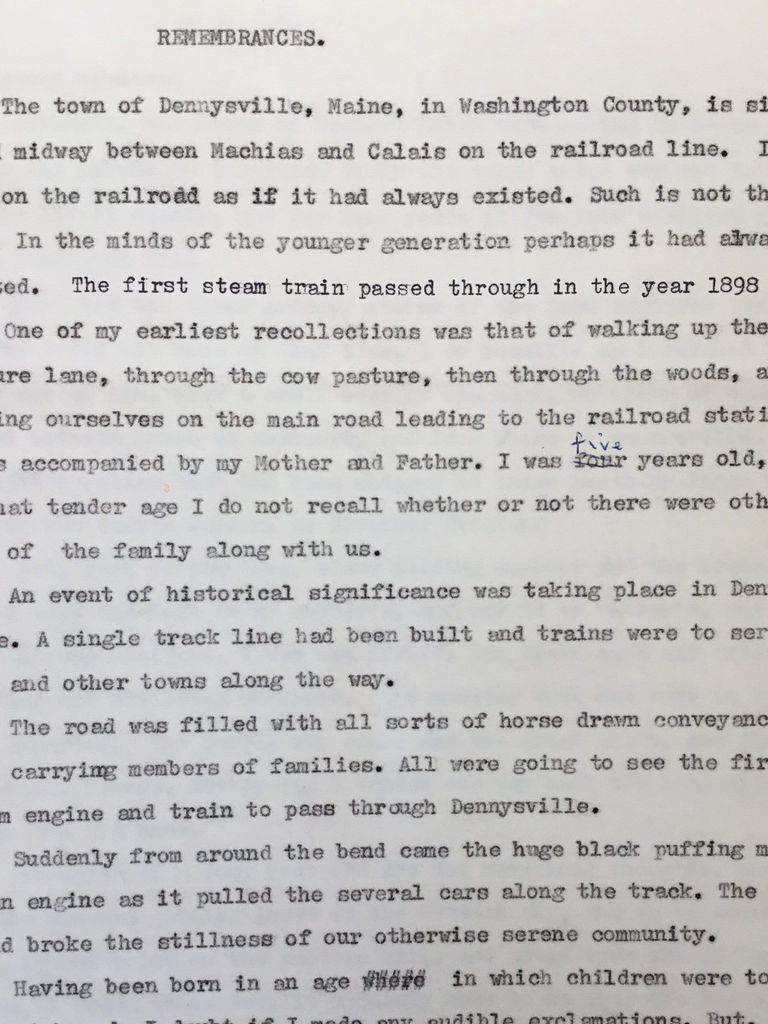 REMEMBRANCES.
The town of Dennysville, Maine, in Washington County, is si
midway between Machias and Calais on the railroad line. I
on the railroad as if it had always existed. Such is not th
In the minds of the younger generation perhaps it had alwa
ed. The first steam train passed through in the year 1898
One of my earliest recollections was that of walking up the
ure lane, through the cow pasture, then through the woods, a
ing ourselves on the main road leading to the railroad stati
s accompanied by my Mother and Father. I was four five years old,
hat tender age I do not recall whether or not there were oth
of the family along with us.
An event of historical significance was taking place in Den
e. A single track line had been built and trains were to ser
and other towns along the way.
The road was filled with all sorts of horse drawn conveyanc
carrying members of families. All were going to see the fir
m engine and train to pass through Dennysville.
Suddenly from around the bend came the huge black puffing m
n engine as it pulled the several cars along the track. The
d broke the stillness of our otherwise serene community.
Having been born in an age where in which children were to
I doubt if I made any audible exclamations. But,